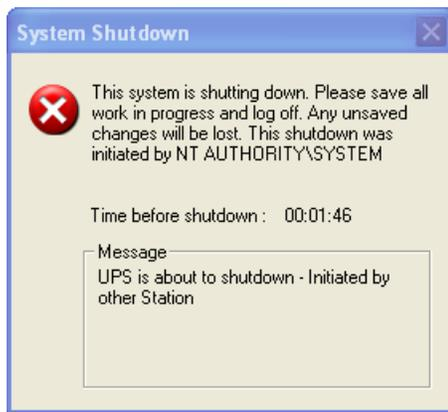 System Shutdown
This system is shutting down. Please save all
work in progress and log off. Any unsaved
changes will be lost. This shutdown was
initiated by NT AUTHORITY\SYSTEM
Time before shutdown : 00:01:46
Message
UPS is about to shutdown - Initiated by
other Station